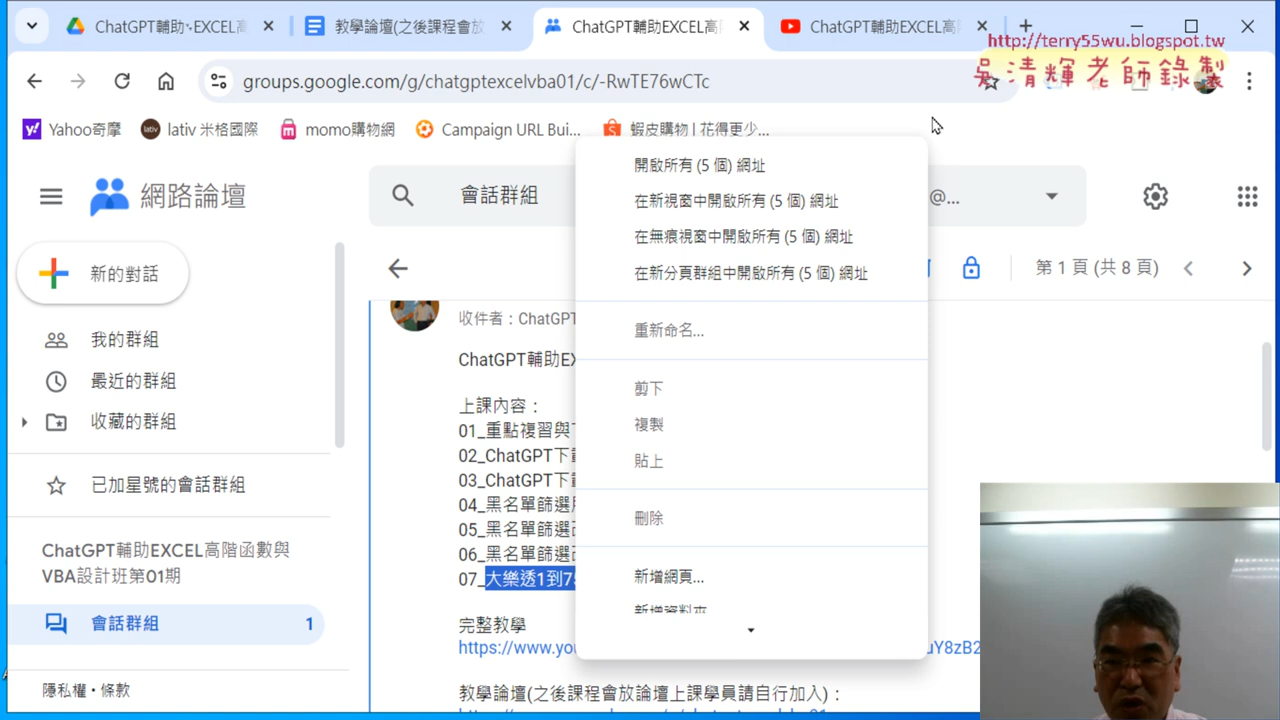 ChatGPT輔助
教學論壇(之後課程會放
ChatGPT輔助EXCEL高
ChatGPT輔助EXCEL高階
http://terry55wu.blogspot.tw
吳清輝老師錄製
groups.google.com/g/chatgptexcelvba01/c/-RwTE76wCTc
Yahoo奇摩
lativ
lativ 米格國際
momo購物網
Campaign URL Bui...
蝦皮購物 | 花得更少...
網路論壇
會話群組
@...
新的對話
第 1 頁 (共 8 頁)
我的群組
最近的群組
收藏的群組
已加星號的會話群組
ChatGPT輔助EXCEL高階函數與
VBA設計班第01期
會話群組
1
隱私權 • 條款
收件者：ChatGPT
ChatGPT輔助EX
上課內容：
01_重點複習與
02_ChatGPT下
03_ChatGPT下
04_黑名單篩選
05_黑名單篩選
06_黑名單篩選
07_大樂透1到7
完整教學
https://www.you
uY8zB2
教學論壇(之後課程會放論壇上課學員請自行加入)：
開啟所有 (5 個) 網址
在新視窗中開啟所有 (5 個) 網址
在無痕視窗中開啟所有 (5 個) 網址
在新分頁群組中開啟所有 (5 個) 網址
重新命名...
剪下
複製
貼上
刪除
新增網頁...
新增資料夾